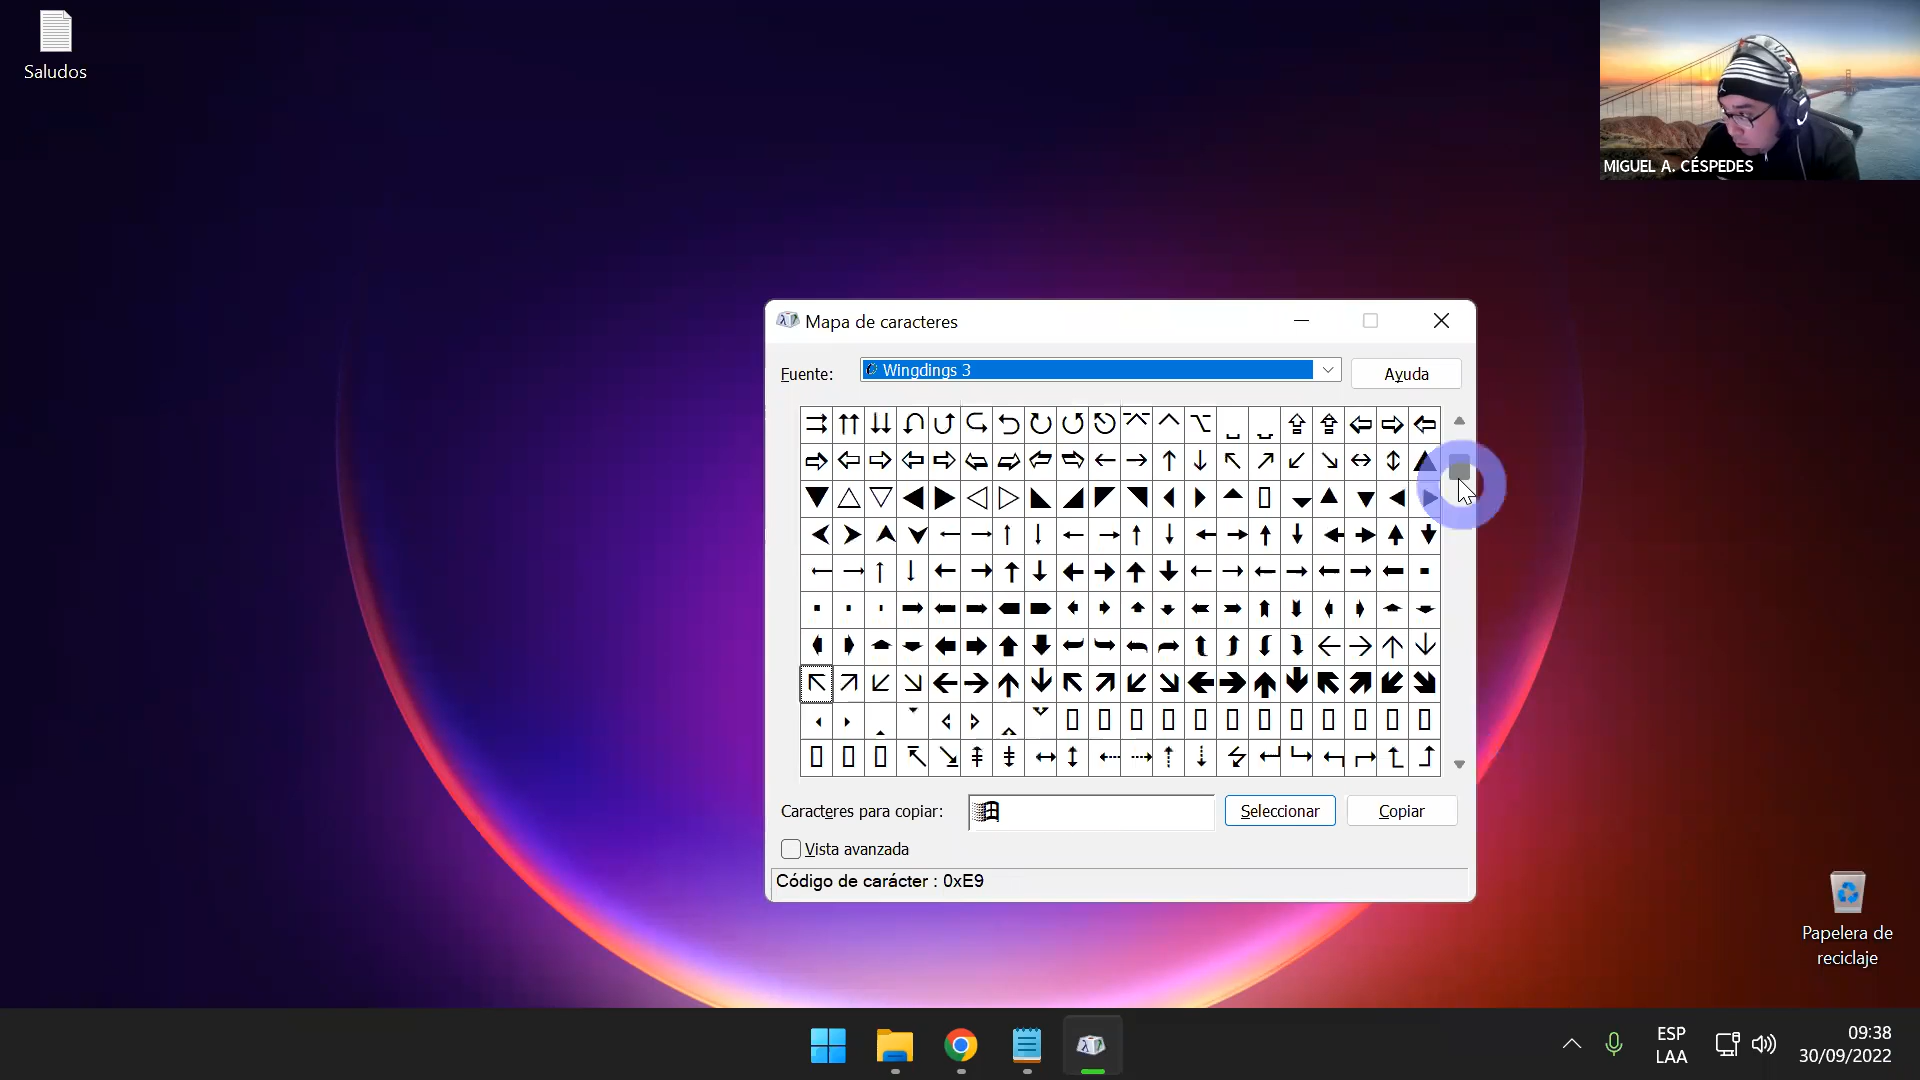 Saludos
MIGUEL A. CÉSPEDES
Mapa de caracteres
Fuente:
Wingdings 3
Ayuda
Caracteres para copiar:
Seleccionar
Copiar
Vista avanzada
Código de carácter : 0xE9
Papelera de
reciclaje
ESP
LAA
09:38
30/09/2022